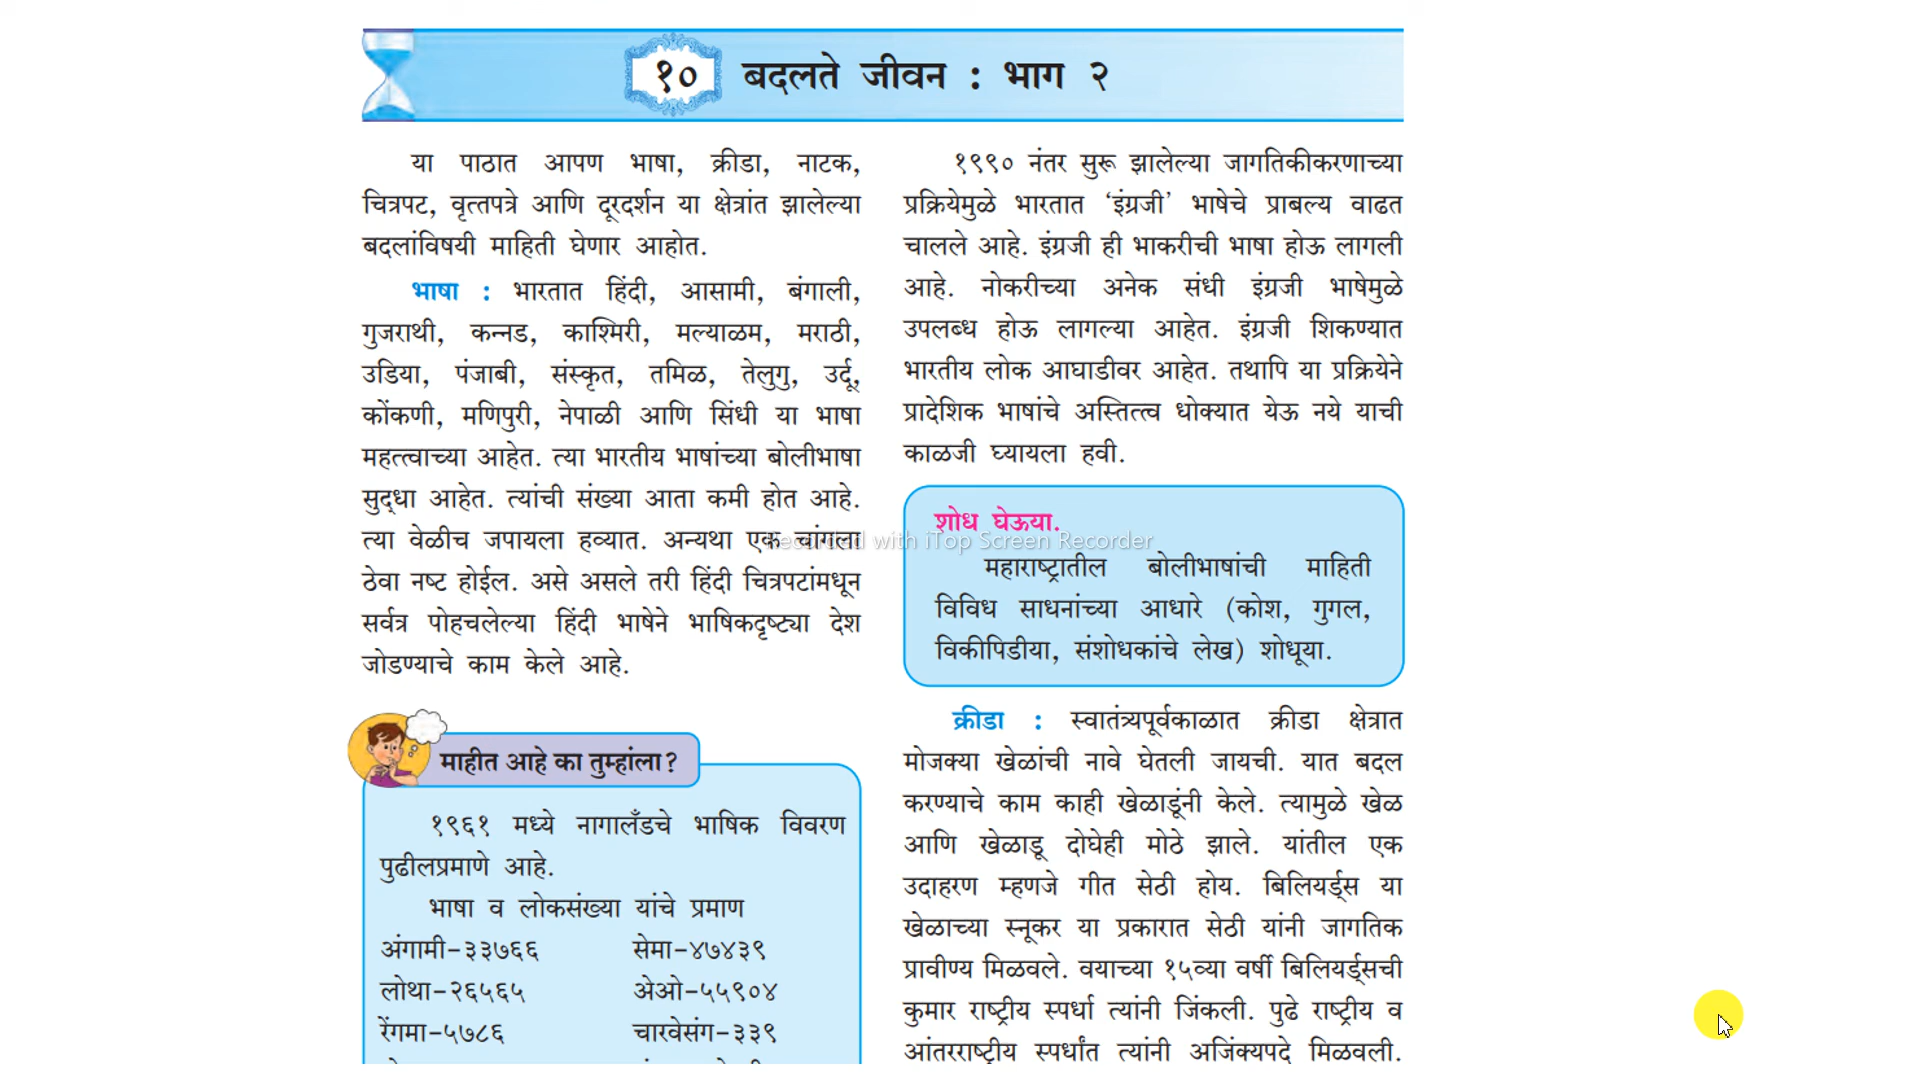 १० बदलते जीवन : भाग २
या पाठात आपण भाषा, क्रीडा, नाटक,
चित्रपट, वृत्तपत्रे आणि दूरदर्शन या क्षेत्रांत झालेल्या
बदलांविषयी माहिती घेणार आहोत.
भाषा : भारतात हिंदी, आसामी, बंगाली,
गुजराथी, कन्नड, काश्मिरी, मल्याळम, मराठी,
उडिया, पंजाबी, संस्कृत, तमिळ, तेलुगु, उर्दू,
कोंकणी, मणिपुरी, नेपाळी आणि सिंधी या भाषा
महत्त्वाच्या आहेत. त्या भारतीय भाषांच्या बोलीभाषा
सुद्धा आहेत. त्यांची संख्या आता कमी होत आहे.
त्या वेळीच जपायला हव्यात. अन्यथा एक चांगला
ठेवा नष्ट होईल. असे असले तरी हिंदी चित्रपटांमधून
सर्वत्र पोहचलेल्या हिंदी भाषेने भाषिकदृष्ट्या देश
जोडण्याचे काम केले आहे.
माहीत आहे का तुम्हांला?
१९६१ मध्ये नागालँडचे भाषिक विवरण
पुढीलप्रमाणे आहे.
भाषा व लोकसंख्या यांचे प्रमाण
अंगामी-३३७६६ सेमा-४७४३९
लोथा-२६५६५ अेओ-५५९०४
रेंगमा-५७८६ चारवेसंग-३३९
१९९० नंतर सुरू झालेल्या जागतिकीकरणाच्या
प्रक्रियेमुळे भारतात ‘इंग्रजी’ भाषेचे प्राबल्य वाढत
चालले आहे. इंग्रजी ही भाकरीची भाषा होऊ लागली
आहे. नोकरीच्या अनेक संधी इंग्रजी भाषेमुळे
उपलब्ध होऊ लागल्या आहेत. इंग्रजी शिकण्यात
भारतीय लोक आघाडीवर आहेत. तथापि या प्रक्रियेने
प्रादेशिक भाषांचे अस्तित्त्व धोक्यात येऊ नये याची
काळजी घ्यायला हवी.
शोध घेऊया.
Recorded with iTop Screen Recorder
महाराष्ट्रातील बोलीभाषांची माहिती
विविध साधनांच्या आधारे (कोश, गुगल,
विकीपिडीया, संशोधकांचे लेख) शोधूया.
क्रीडा : स्वातंत्र्यपूर्वकाळात क्रीडा क्षेत्रात
मोजक्या खेळांची नावे घेतली जायची. यात बदल
करण्याचे काम काही खेळाडूंनी केले. त्यामुळे खेळ
आणि खेळाडू दोघेही मोठे झाले. यांतील एक
उदाहरण म्हणजे गीत सेठी होय. बिलियर्ड्स या
खेळाच्या स्नूकर या प्रकारात सेठी यांनी जागतिक
प्रावीण्य मिळवले. वयाच्या १५व्या वर्षी बिलियर्ड्सची
कुमार राष्ट्रीय स्पर्धा त्यांनी जिंकली. पुढे राष्ट्रीय व
आंतरराष्ट्रीय स्पर्धांत त्यांनी अजिंक्यपदे मिळवली.